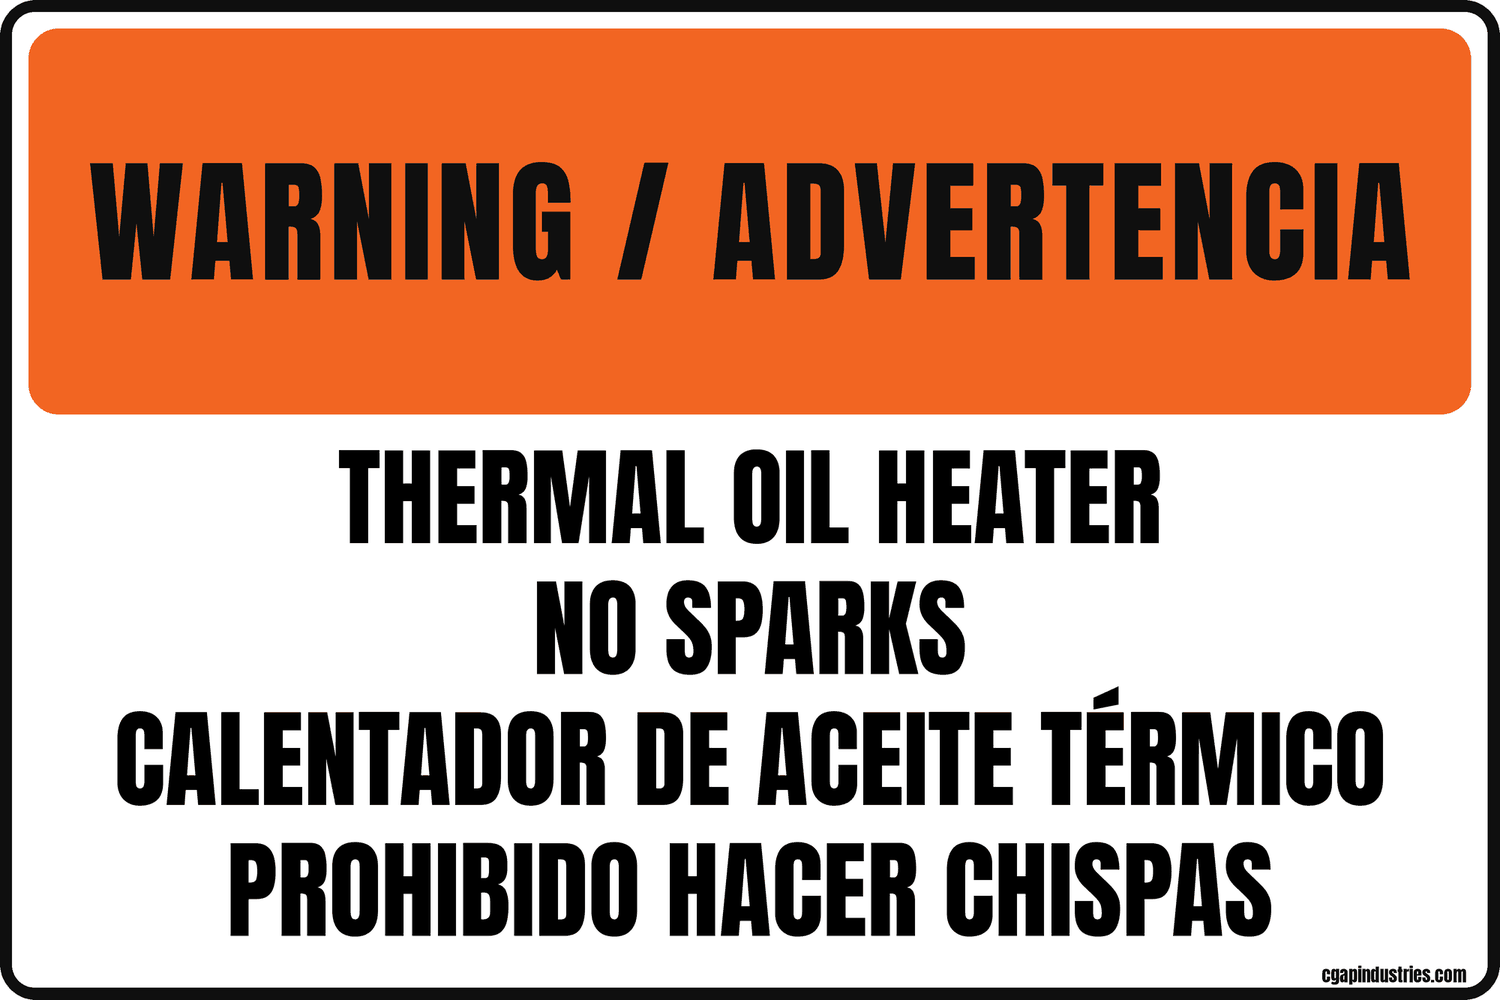 WARNING / ADVERTENCIA
THERMAL OIL HEATER
NO SPARKS
CALENTADOR DE ACEITE TÉRMICO
PROHIBIDO HACER CHISPAS
cgapindustries.com